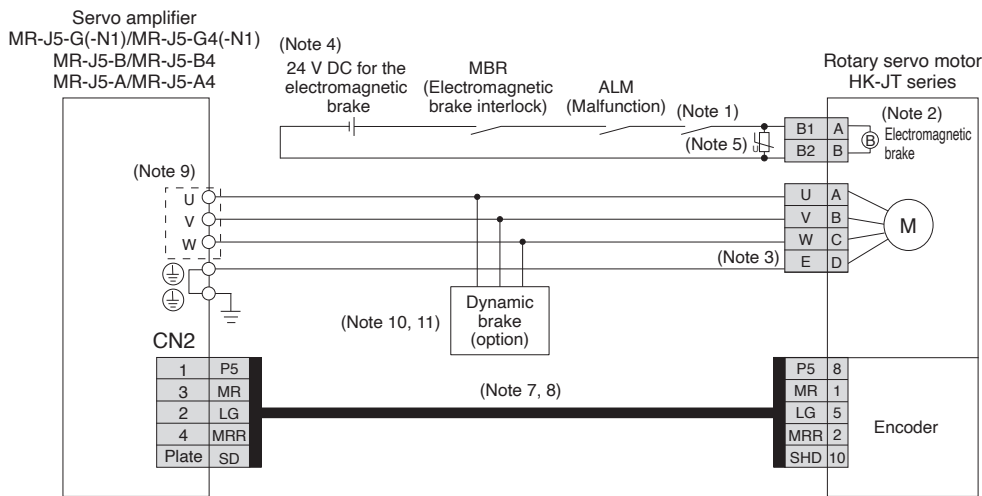 Servo amplifier
MR-J5-G(-N1)/MR-J5-G4(-N1)
MR-J5-B/MR-J5-B4
MR-J5-A/MR-J5-A4
(Note 4)
24 V DC for the
electromagnetic
brake
MBR
(Electromagnetic
brake interlock)
ALM
(Malfunction)
(Note 1)
(Note 5)
U
Rotary servo motor
HK-JT series
(Note 2)
B1 A
B2 B
B
Electromagnetic
brake
(Note 9)
U
V
W
U A
V B
W C
E D
(Note 3)
M
Dynamic
brake
(option)
(Note 10, 11)
CN2
1 P5
3 MR
2 LG
4 MRR
Plate SD
(Note 7, 8)
P5 8
MR 1
LG 5
MRR 2
SHD 10
Encoder